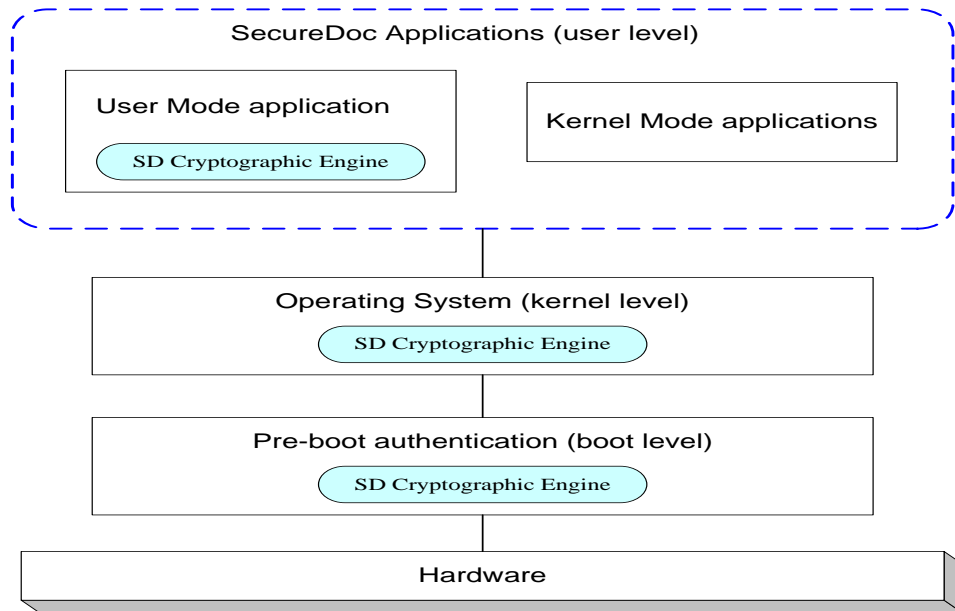 SecureDoc Applications (user level)
User Mode application
SD Cryptographic Engine
Kernel Mode applications
Operating System (kernel level)
SD Cryptographic Engine
Pre-boot authentication (boot level)
SD Cryptographic Engine
Hardware